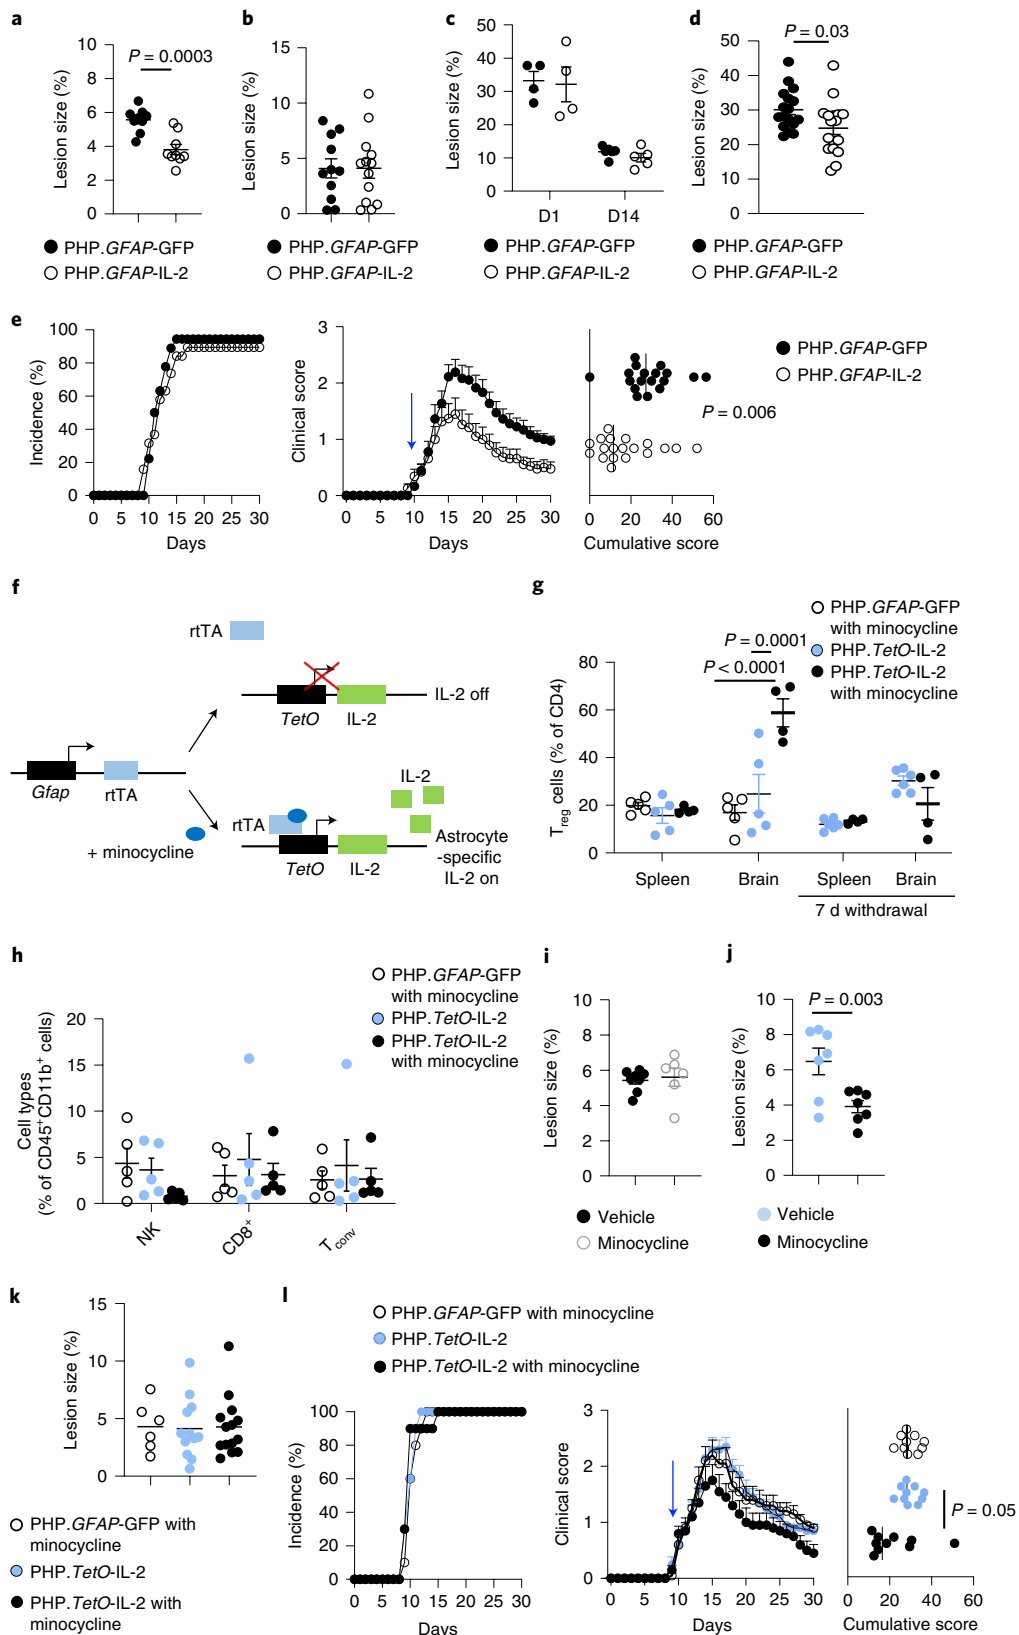 a
P = 0.0003
Lesion size (%)
10
8
6
4
2
0
PHP.GFAP-GFP
PHP.GFAP-IL-2
b
Lesion size (%)
15
10
5
0
PHP.GFAP-GFP
PHP.GFAP-IL-2
c
Lesion size (%)
50
40
30
20
10
0
D1
D14
PHP.GFAP-GFP
PHP.GFAP-IL-2
d
P = 0.03
Lesion size (%)
50
40
30
20
10
0
PHP.GFAP-GFP
PHP.GFAP-IL-2
e
Incidence (%)
100
80
60
40
20
0
0 5 10 15 20 25 30
Days
Clinical score
3
2
1
0
0 5 10 15 20 25 30
Days
P = 0.006
0 20 40 60
Cumulative score
PHP.GFAP-GFP
PHP.GFAP-IL-2
f
rtTA
TetO
IL-2
IL-2 off
Gfap
rtTA
+ minocycline
rtTA
TetO
IL-2
IL-2
Astrocyte
-specific
IL-2 on
g
PHP.GFAP-GFP
with minocycline
PHP.TetO-IL-2
PHP.TetO-IL-2
with minocycline
P = 0.0001
P < 0.0001
Treg cells (% of CD4)
80
60
40
20
0
Spleen
Brain
Spleen
Brain
7 d withdrawal
h
PHP.GFAP-GFP
with minocycline
PHP.TetO-IL-2
PHP.TetO-IL-2
with minocycline
Cell types
(% of CD45+CD11b+ cells)
20
15
10
5
0
NK
CD8+
Tconv
i
Lesion size (%)
10
8
6
4
2
0
Vehicle
Minocycline
j
P = 0.003
Lesion size (%)
10
8
6
4
2
0
Vehicle
Minocycline
k
Lesion size (%)
15
10
5
0
PHP.GFAP-GFP with
minocycline
PHP.TetO-IL-2
PHP.TetO-IL-2 with
minocycline
l
PHP.GFAP-GFP with minocycline
PHP.TetO-IL-2
PHP.TetO-IL-2 with minocycline
Incidence (%)
100
80
60
40
20
0
0 5 10 15 20 25 30
Days
Clinical score
3
2
1
0
0 5 10 15 20 25 30
Days
P = 0.05
0 20 40 60
Cumulative score